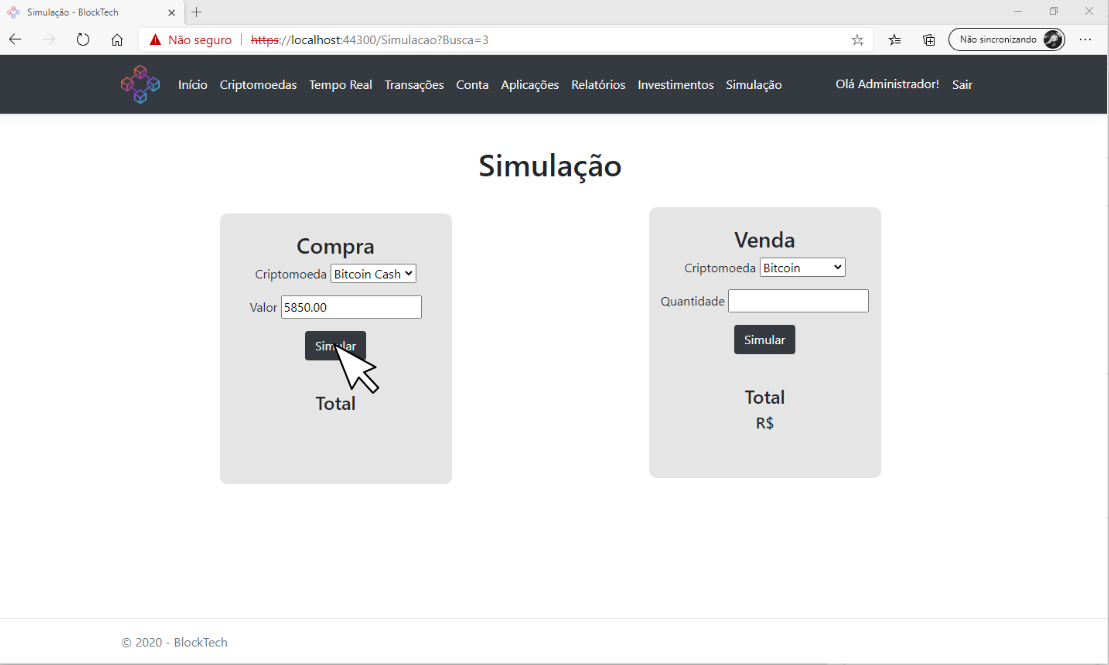 Simulação - BlockTech
Não seguro | https://localhost:44300/Simulacao?Busca=3
Não sincronizando
Início Criptomoedas Tempo Real Transações Conta Aplicações Relatórios Investimentos Simulação Olá Administrador! Sair
Simulação
Compra
Criptomoeda Bitcoin Cash
Valor 5850.00
Simular
Total
Venda
Criptomoeda Bitcoin
Quantidade
Simular
Total
R$
© 2020 - BlockTech